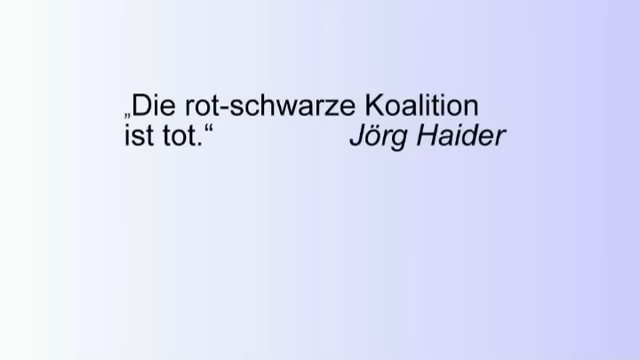 „Die rot-schwarze Koalition
ist tot.“ Jörg Haider